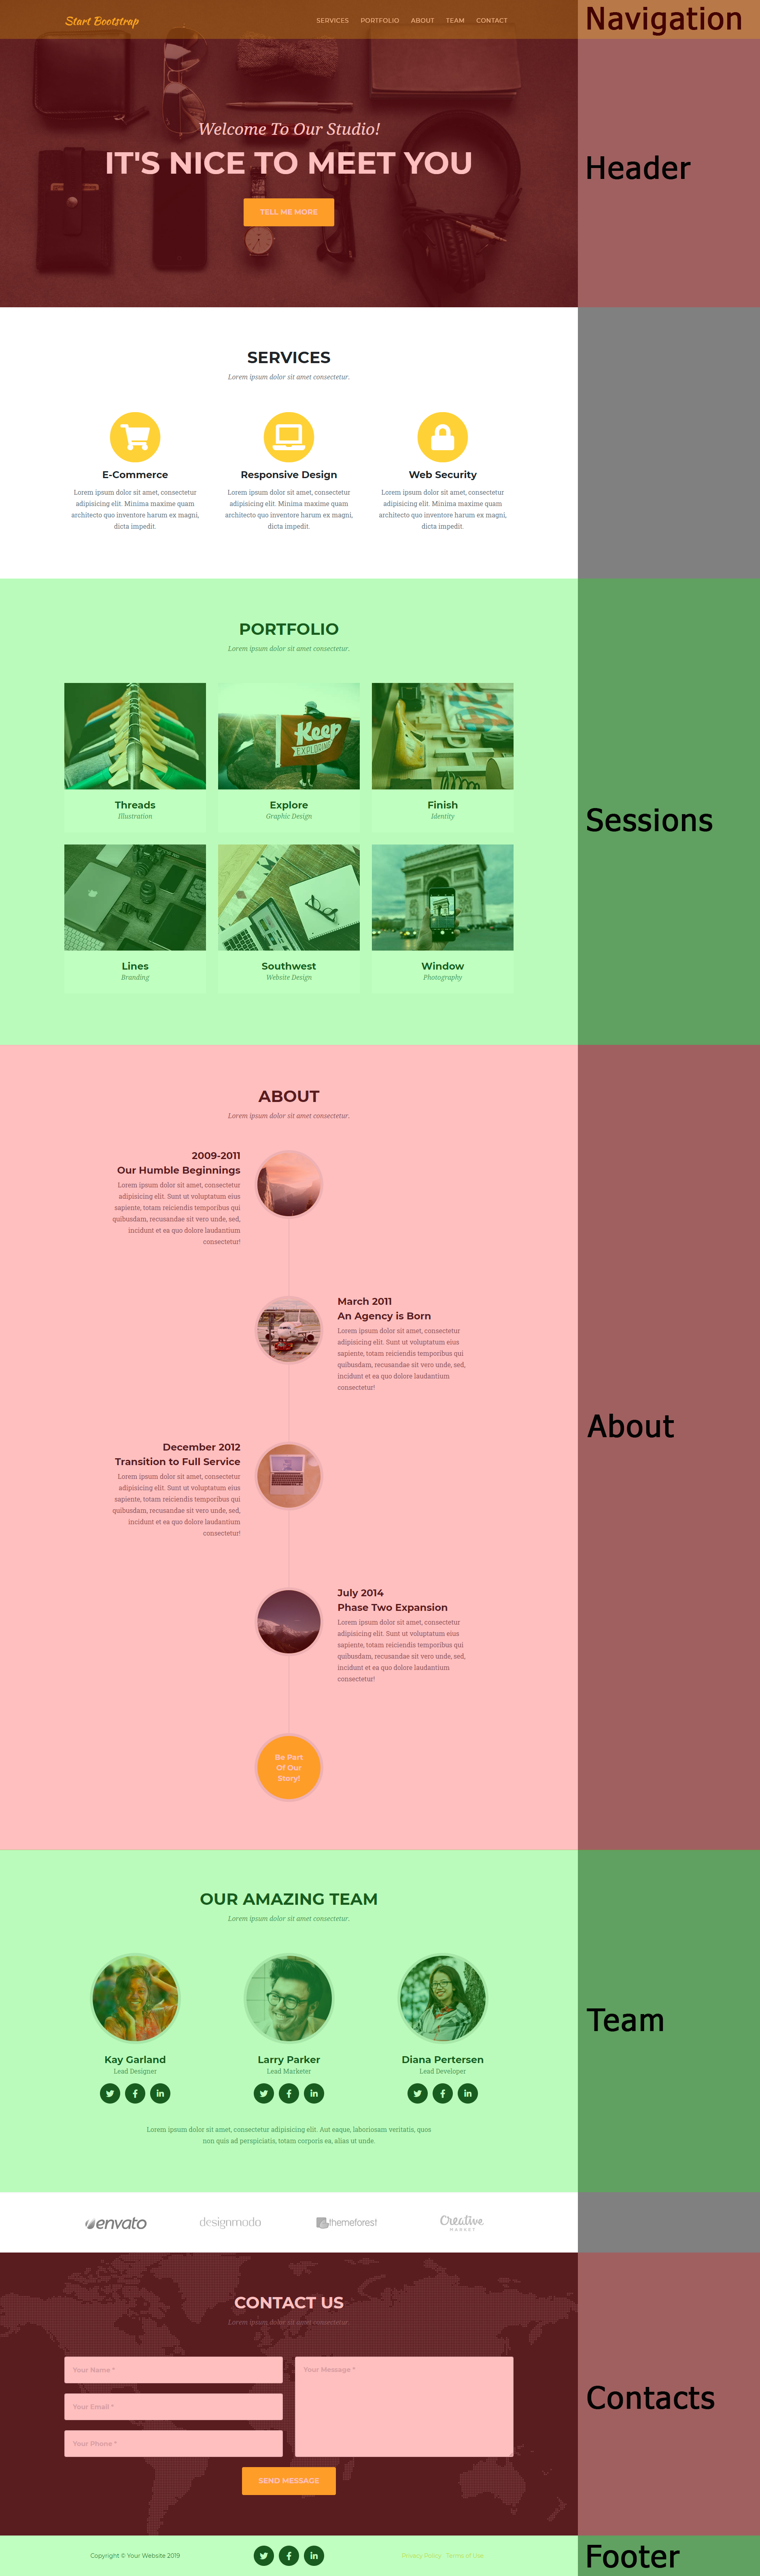 Start Bootstrap
SERVICES PORTFOLIO ABOUT TEAM CONTACT
Navigation
Welcome To Our Studio!
IT'S NICE TO MEET YOU
TELL ME MORE
Header
SERVICES
Lorem ipsum dolor sit amet consectetur.
E-Commerce
Lorem ipsum dolor sit amet, consectetur
adipisicing elit. Minima maxime quam
architecto quo inventore harum ex magni,
dicta impedit.
Responsive Design
Lorem ipsum dolor sit amet, consectetur
adipisicing elit. Minima maxime quam
architecto quo inventore harum ex magni,
dicta impedit.
Web Security
Lorem ipsum dolor sit amet, consectetur
adipisicing elit. Minima maxime quam
architecto quo inventore harum ex magni,
dicta impedit.
PORTFOLIO
Lorem ipsum dolor sit amet consectetur.
Keep
EXPLORING
Threads
Illustration
Explore
Graphic Design
Finish
Identity
Sessions
Lines
Branding
Southwest
Website Design
Window
Photography
ABOUT
Lorem ipsum dolor sit amet consectetur.
2009-2011
Our Humble Beginnings
Lorem ipsum dolor sit amet, consectetur
adipisicing elit. Sunt ut voluptatum eius
sapiente, totam reiciendis temporibus qui
quibusdam, recusandae sit vero unde, sed,
incidunt et ea quo dolore laudantium
consectetur!
March 2011
An Agency is Born
Lorem ipsum dolor sit amet, consectetur
adipisicing elit. Sunt ut voluptatum eius
sapiente, totam reiciendis temporibus qui
quibusdam, recusandae sit vero unde, sed,
incidunt et ea quo dolore laudantium
consectetur!
About
December 2012
Transition to Full Service
Lorem ipsum dolor sit amet, consectetur
adipisicing elit. Sunt ut voluptatum eius
sapiente, totam reiciendis temporibus qui
quibusdam, recusandae sit vero unde, sed,
incidunt et ea quo dolore laudantium
consectetur!
July 2014
Phase Two Expansion
Lorem ipsum dolor sit amet, consectetur
adipisicing elit. Sunt ut voluptatum eius
sapiente, totam reiciendis temporibus qui
quibusdam, recusandae sit vero unde, sed,
incidunt et ea quo dolore laudantium
consectetur!
Be Part
Of Our
Story!
OUR AMAZING TEAM
Lorem ipsum dolor sit amet consectetur.
Team
Kay Garland
Lead Designer
Larry Parker
Lead Marketer
Diana Pertersen
Lead Developer
Lorem ipsum dolor sit amet, consectetur adipisicing elit. Aut eaque, laboriosam veritatis, quos
non quis ad perspiciatis, totam corporis ea, alias ut unde.
envato
designmodo
themeforest
Creative
MARKET
CONTACT US
Lorem ipsum dolor sit amet consectetur.
Your Name *
Your Email *
Your Phone *
Your Message *
Contacts
SEND MESSAGE
Copyright © Your Website 2019
Privacy Policy Terms of Use
Footer